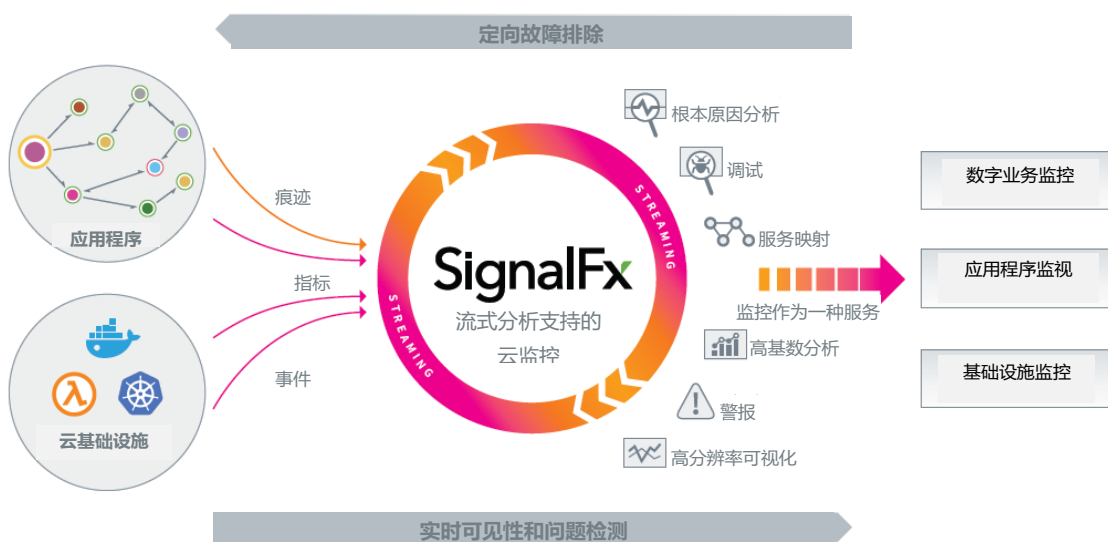 定向故障排除
应用程序
痕迹
指标
事件
云基础设施
STREAMING
STREAMING
SignalFx
流式分析支持的
云监控
根本原因分析
调试
服务映射
监控作为一种服务
高基数分析
警报
高分辨率可视化
数字业务监控
应用程序监视
基础设施监控
实时可见性和问题检测